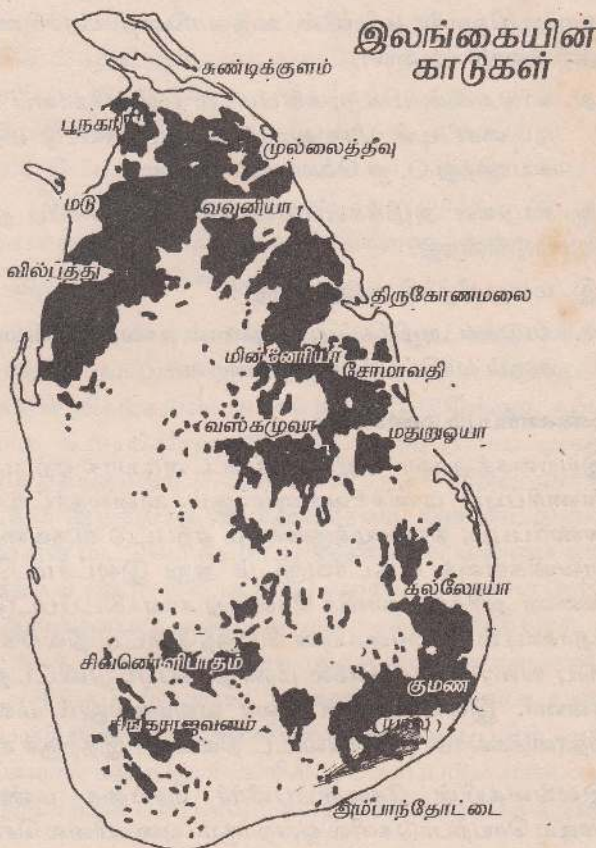 இலங்கையின்
காடுகள்
சுண்டிக்குளம்
பூநகரி
முல்லைத்தீவு
மடு
வவுனியா
வில்பத்து
திருகோணமலை
மின்னேரியா
சோமாவதி
வஸ்கமுவா
மதுறுஓயா
கல்லோயா
சிவனொளிபாதம்
குமண
சிங்கராஜவனம்
(யால)
அம்பாந்தோட்டை